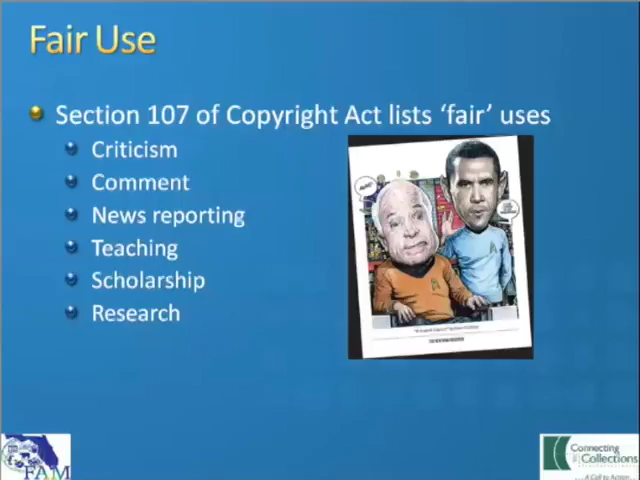 Fair Use
Section 107 of Copyright Act lists ‘fair’ uses
Criticism
Comment
News reporting
Teaching
Scholarship
Research
FAM
Connecting
to
Collections
A Call to Action